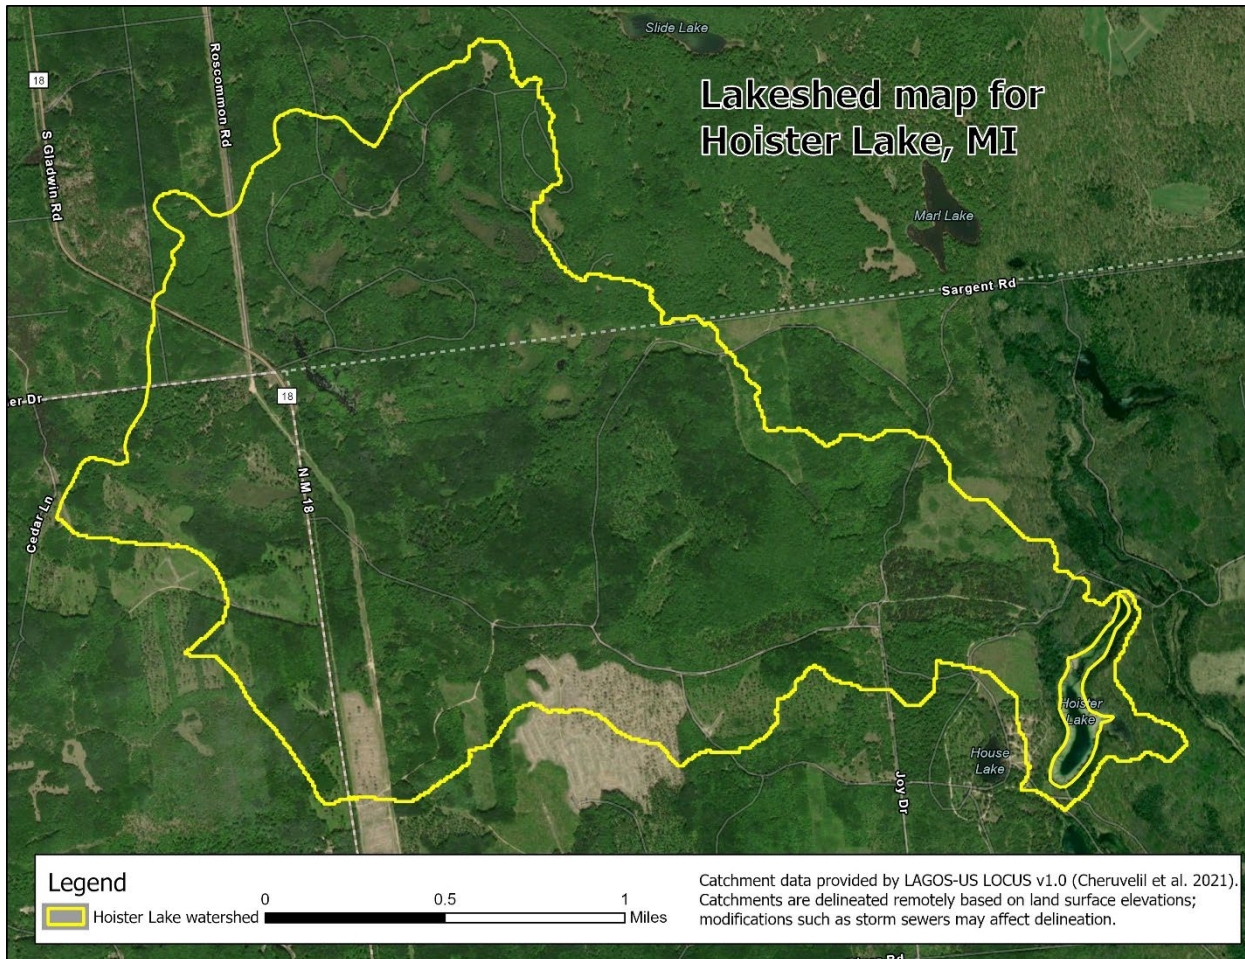 Slide Lake
18
Roscommon Rd
S Gladwin Rd
Lakeshed map for
Hoister Lake, MI
Marl Lake
Sargent Rd
er Dr
18
N M 18
Cedar Ln
Hoister
Lake
House
Lake
Joy Dr
Legend
Hoister Lake watershed
0 0.5 1
Miles
Catchment data provided by LAGOS-US LOCUS v1.0 (Cheruvelil et al. 2021).
Catchments are delineated remotely based on land surface elevations;
modifications such as storm sewers may affect delineation.
Rd